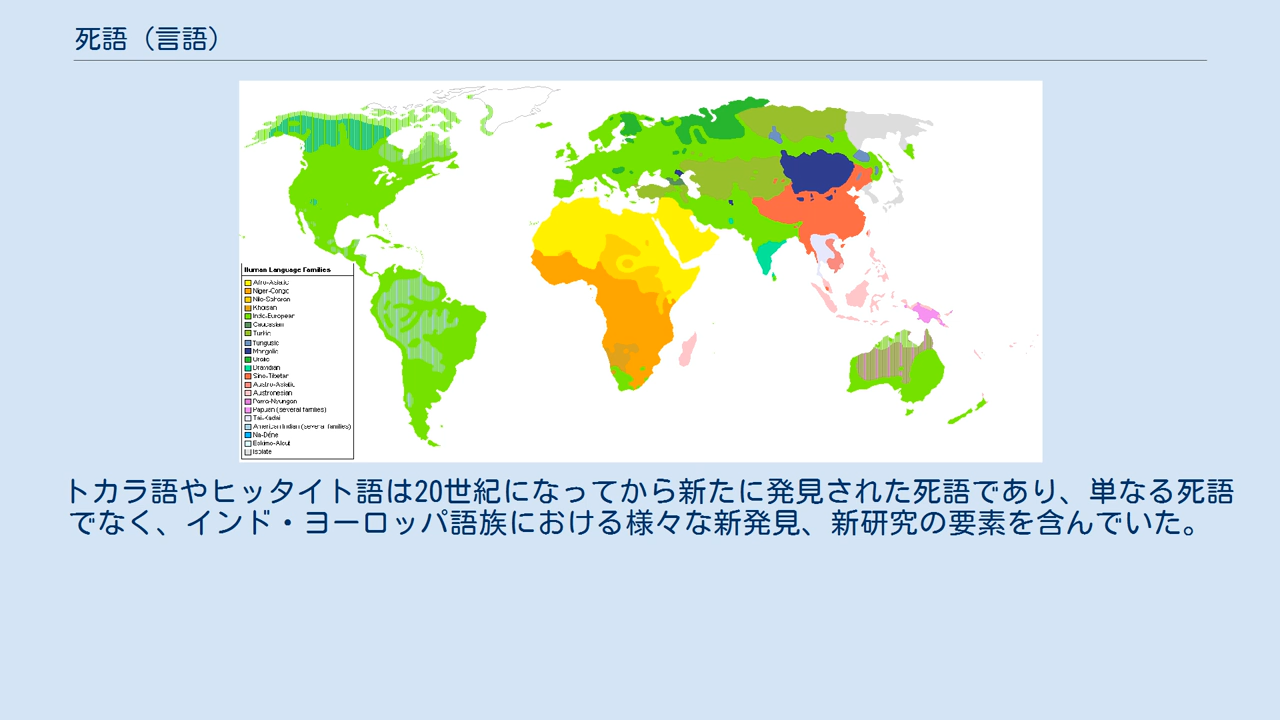 死語（言語）
Human Language Families
Afro-Asiatic
Niger-Congo
Nilo-Saharan
Khoisan
Indo-European
Caucasian
Turkic
Tungusic
Mongolic
Uralic
Dravidian
Sino-Tibetan
Austro-Asiatic
Austronesian
Pama-Nyungan
Papuan (several families)
Tai-Kadai
American Indian (several families)
Na-Dene
Eskimo-Aleut
Isolate
トカラ語やヒッタイト語は20世紀になってから新たに発見された死語であり、単なる死語
でなく、インド・ヨーロッパ語族における様々な新発見、新研究の要素を含んでいた。